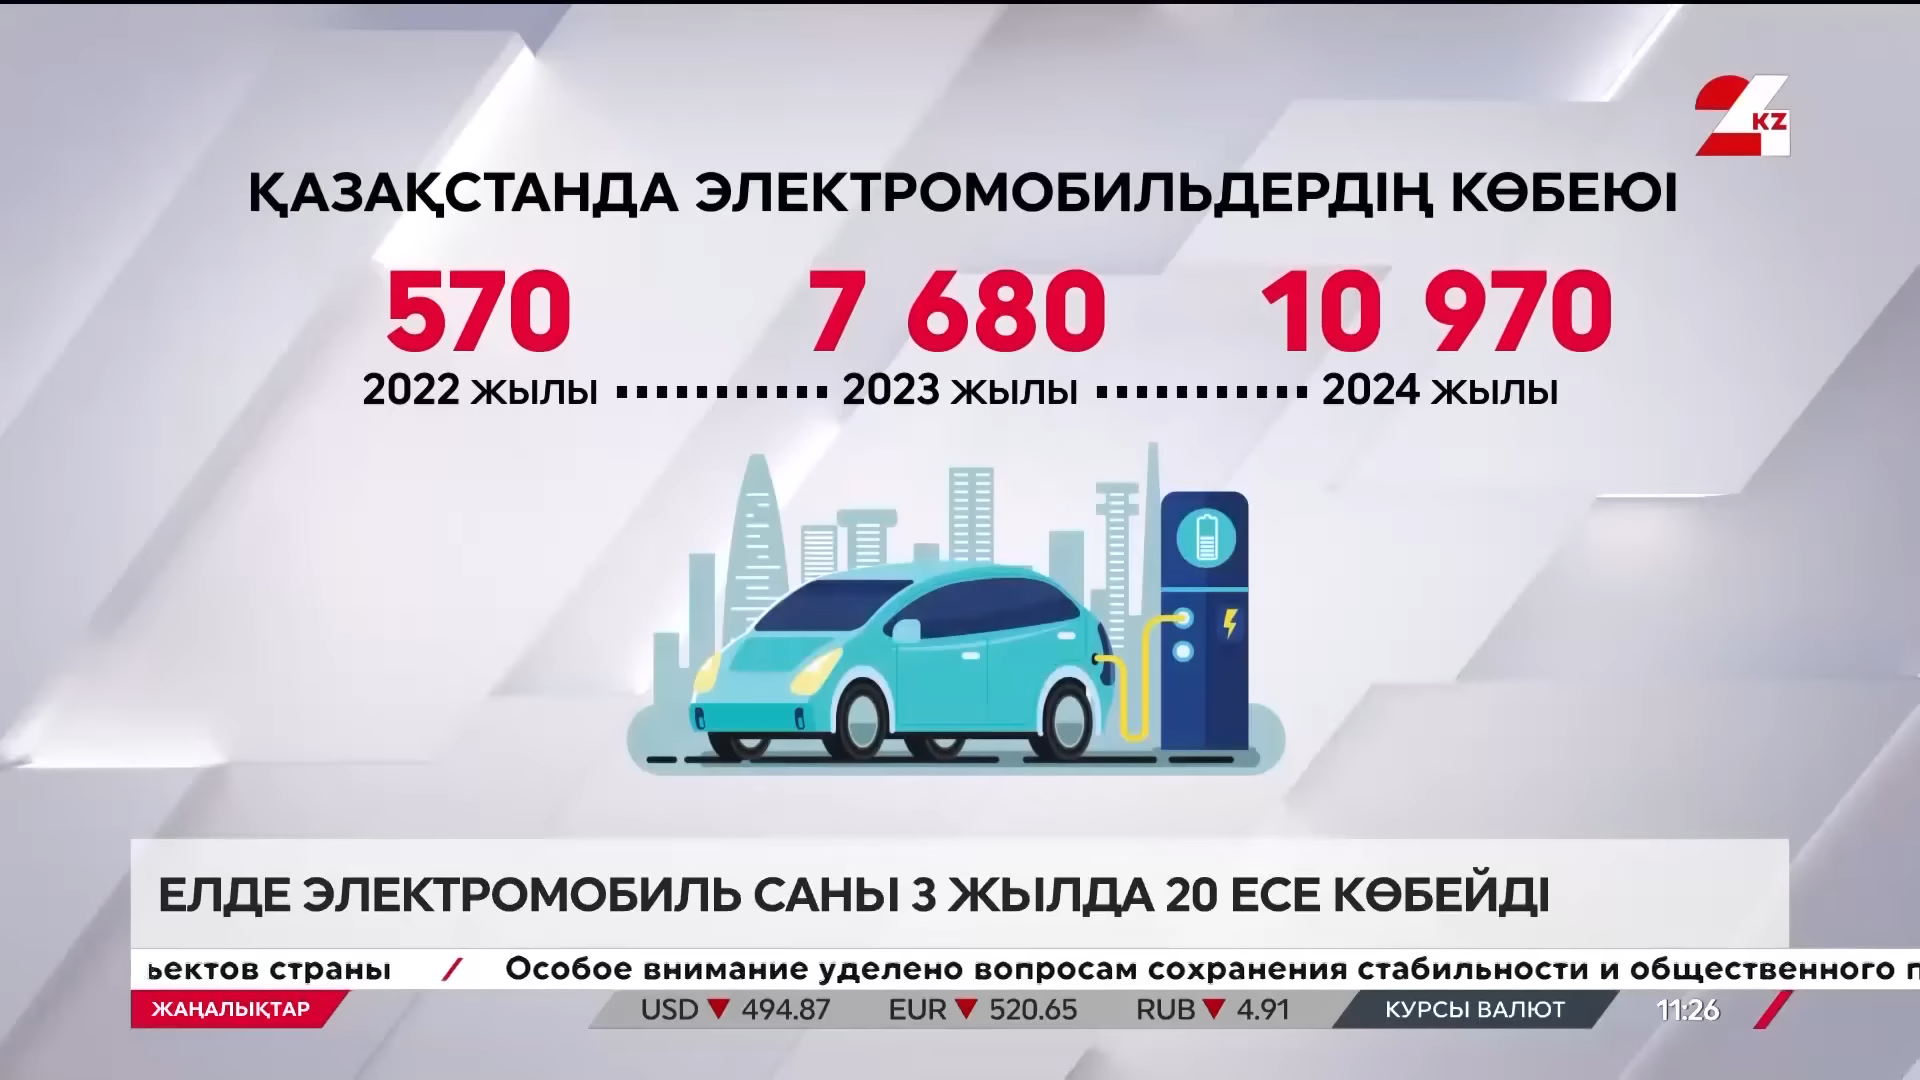 24 KZ
ҚАЗАҚСТАНДА ЭЛЕКТРОМОБИЛЬДЕРДІҢ КӨБЕЮІ
570 7 680 10 970
2022 жылы 2023 жылы 2024 жылы
ЕЛДЕ ЭЛЕКТРОМОБИЛЬ САНЫ 3 ЖЫЛДА 20 ЕСЕ КӨБЕЙДІ
ъектов страны / Особое внимание уделено вопросам сохранения стабильности и общественного п
ЖАҢАЛЫҚТАР USD ▼ 494.87 EUR ▼ 520.65 RUB ▼ 4.91 КУРСЫ ВАЛЮТ 11:26